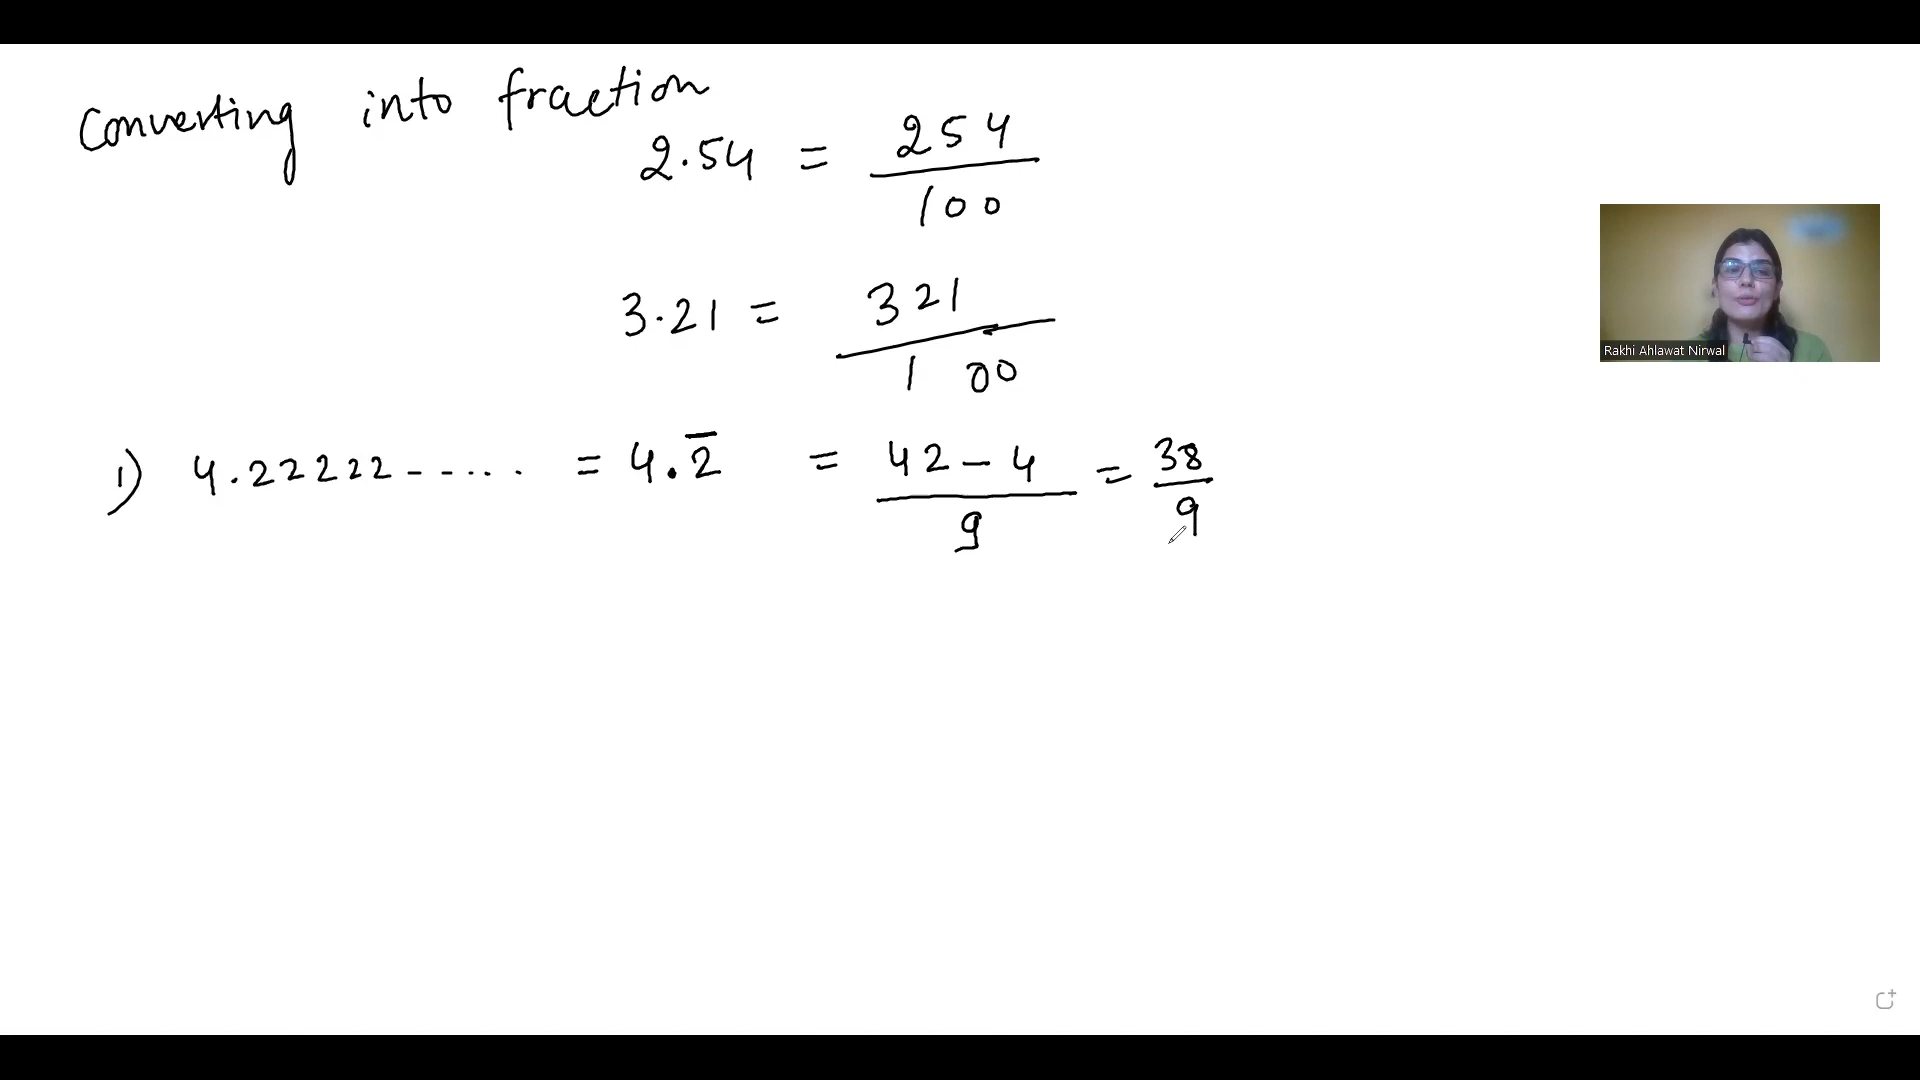 Converting into fraction
2.54 = 254/100
3.21 = 321/100
1) 4.22222----... = 4.2̅ = 42-4/9 = 38/9
Rakhi Ahlawat Nirwal